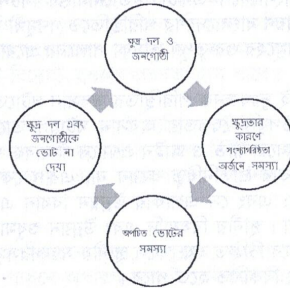 ক্ষুদ্র দল ও
জনগোষ্ঠী
ক্ষুদ্রতার
কারণে
সংখ্যাগরিষ্ঠতা
অর্জনে সমস্যা
অপচিত ভোটের
সমস্যা
ক্ষুদ্র দল এবং
জনগোষ্ঠীকে
ভোট না
দেয়া